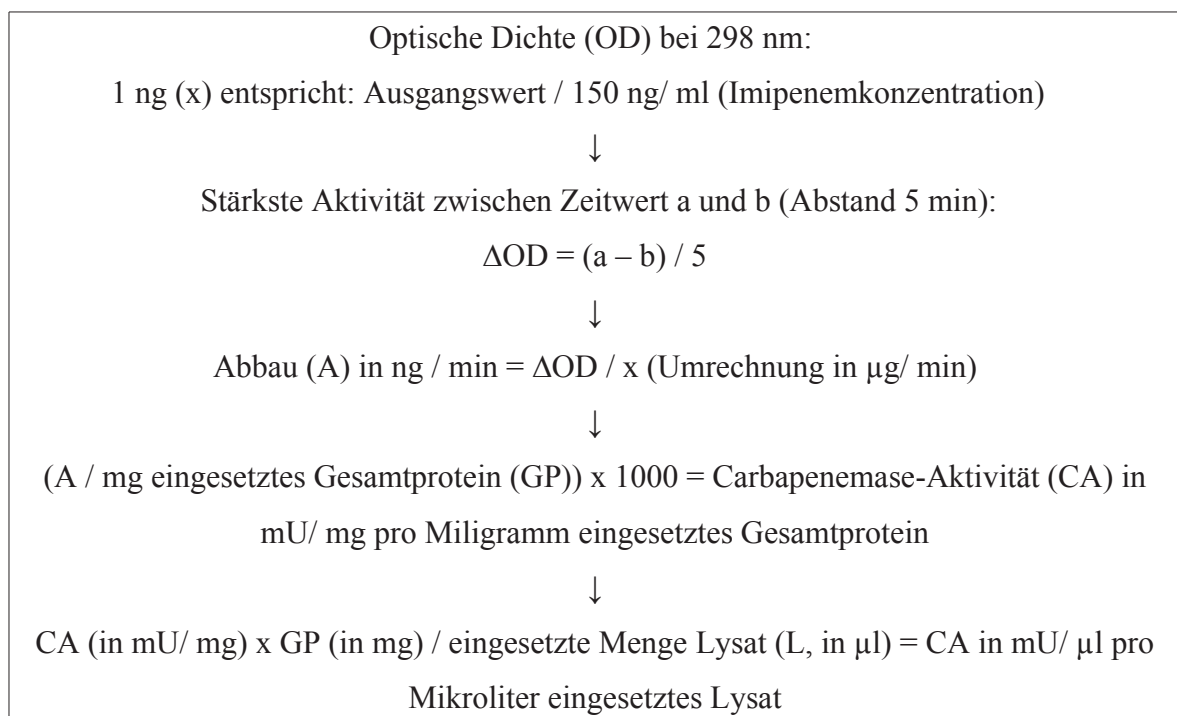 Optische Dichte (OD) bei 298 nm:
1 ng (x) entspricht: Ausgangswert / 150 ng/ ml (Imipenemkonzentration)
↓
Stärkste Aktivität zwischen Zeitwert a und b (Abstand 5 min):
ΔOD = (a – b) / 5
↓
Abbau (A) in ng / min = ΔOD / x (Umrechnung in µg/ min)
↓
(A / mg eingesetztes Gesamtprotein (GP)) x 1000 = Carbapenemase-Aktivität (CA) in
mU/ mg pro Miligramm eingesetztes Gesamtprotein
↓
CA (in mU/ mg) x GP (in mg) / eingesetzte Menge Lysat (L, in µl) = CA in mU/ µl pro
Mikroliter eingesetztes Lysat